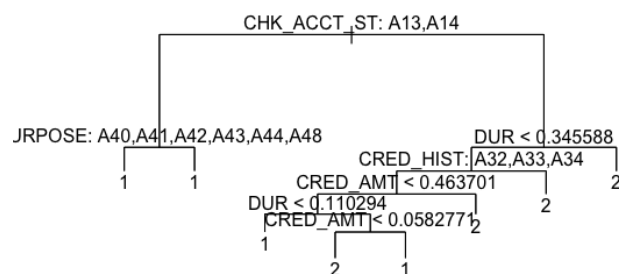 CHK_ACCT_ST: A13,A14
URPOSE: A40,A41,A42,A43,A44,A48
DUR < 0.345588
1
1
CRED_HIST: A32,A33,A34
2
CRED_AMT < 0.463701
2
DUR < 0.110294
CRED_AMT < 0.0582771
2
1
2
1